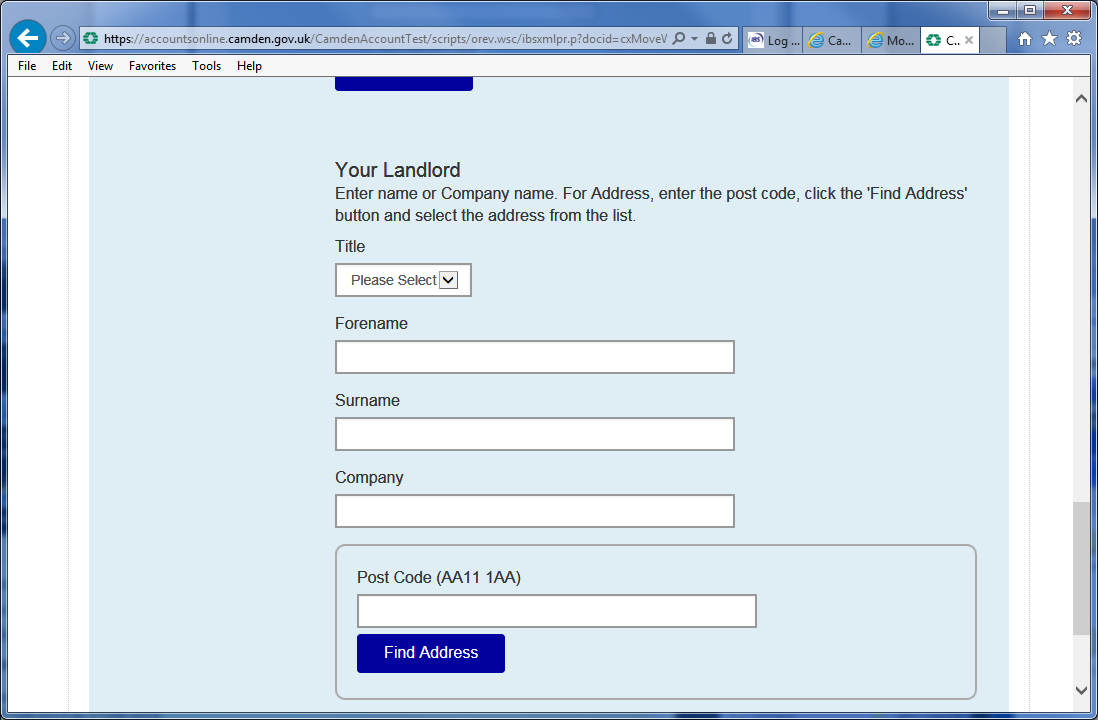 https://accountsonline.camden.gov.uk/CamdenAccountTest/scripts/orev.wsc/ibsxmlpr.p?docid=cxMoveW
Log ...
Ca...
Mo...
C...
File Edit View Favorites Tools Help
Your Landlord
Enter name or Company name. For Address, enter the post code, click the 'Find Address'
button and select the address from the list.
Title
Please Select
Forename
Surname
Company
Post Code (AA11 1AA)
Find Address